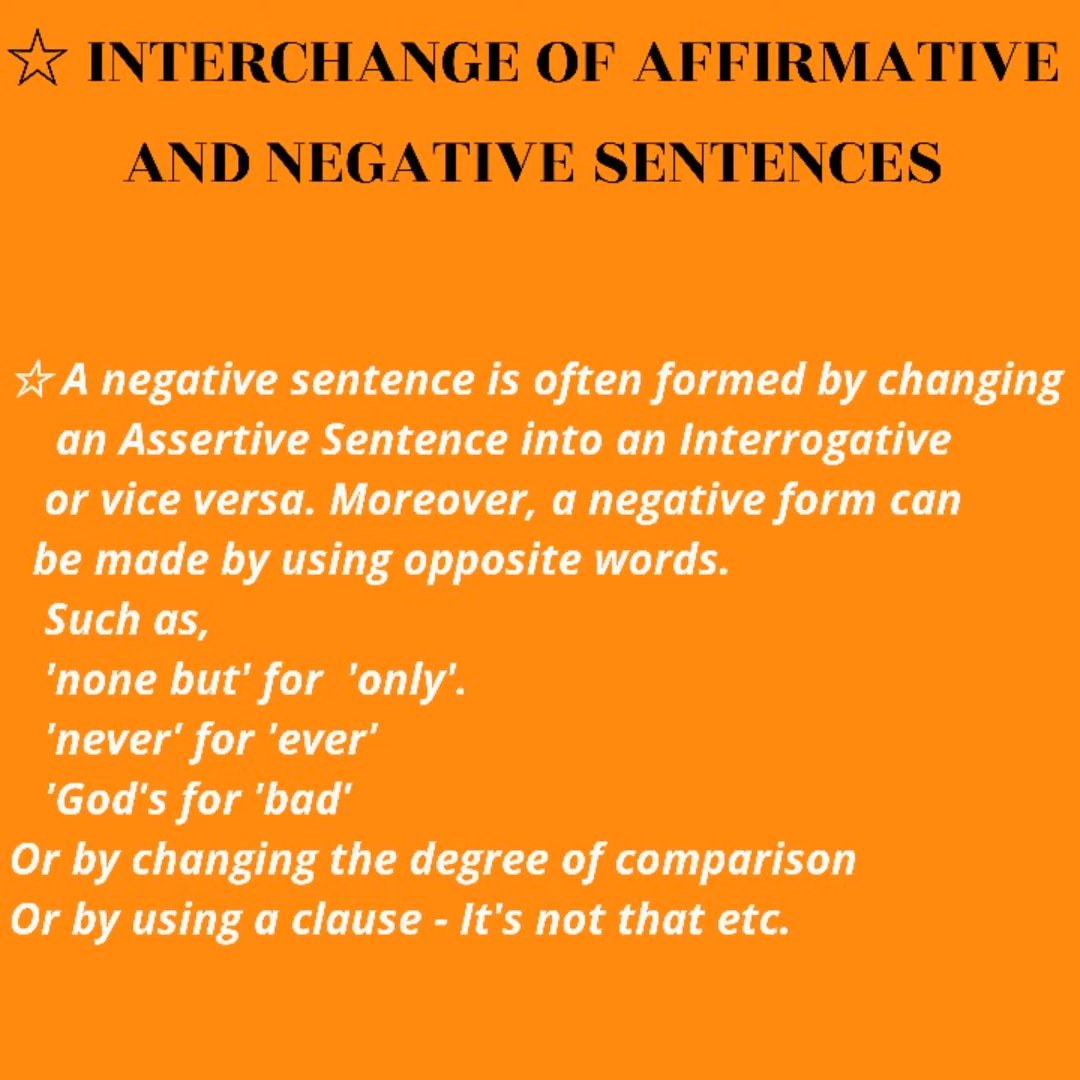 ☆ INTERCHANGE OF AFFIRMATIVE
AND NEGATIVE SENTENCES
☆A negative sentence is often formed by changing
an Assertive Sentence into an Interrogative
or vice versa. Moreover, a negative form can
be made by using opposite words.
Such as,
'none but' for 'only'.
'never' for 'ever'
'God's for 'bad'
Or by changing the degree of comparison
Or by using a clause - It's not that etc.